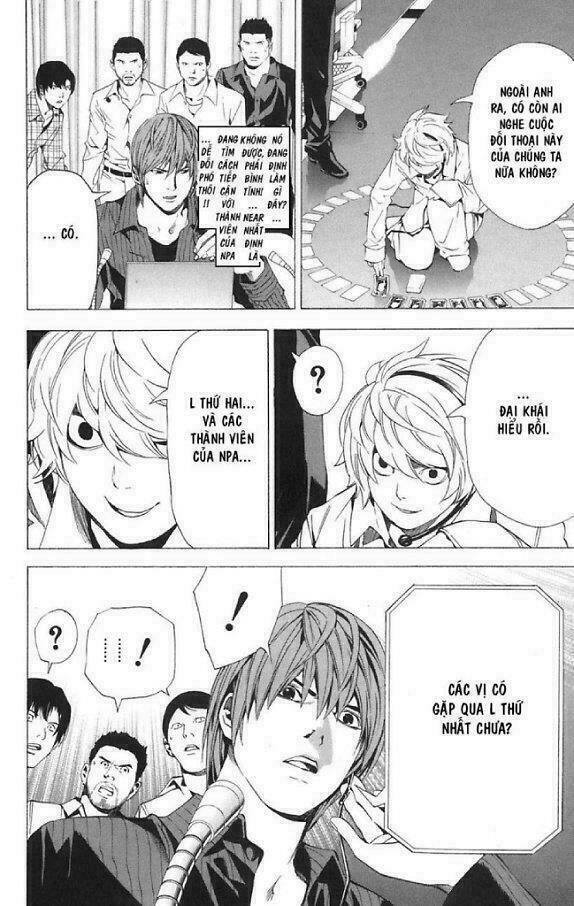 NGOÀI ANH
RA, CÓ CÒN AI
NGHE CUỘC
ĐỐI THOẠI NÀY
CỦA CHÚNG TA
NỮA KHÔNG?
NÓ ĐANG LÀM GÌ ĐÂY? ...
KHÔNG ĐƯỢC, PHẢI BÌNH TĨNH! ... NEAR NHẤT ĐỊNH LÀ
ĐANG TÌM CÁCH TIẾP CẬN VỚI THÀNH VIÊN CỦA NPA
... DỄ ĐỐI PHÓ THÔI !!
... CÓ.
...
ĐẠI KHÁI
HIỂU RỒI.
?
L THỨ HAI...
VÀ CÁC
THÀNH VIÊN
CỦA NPA...
CÁC VỊ CÓ
GẶP QUA L THỨ
NHẤT CHƯA?
!
!
?